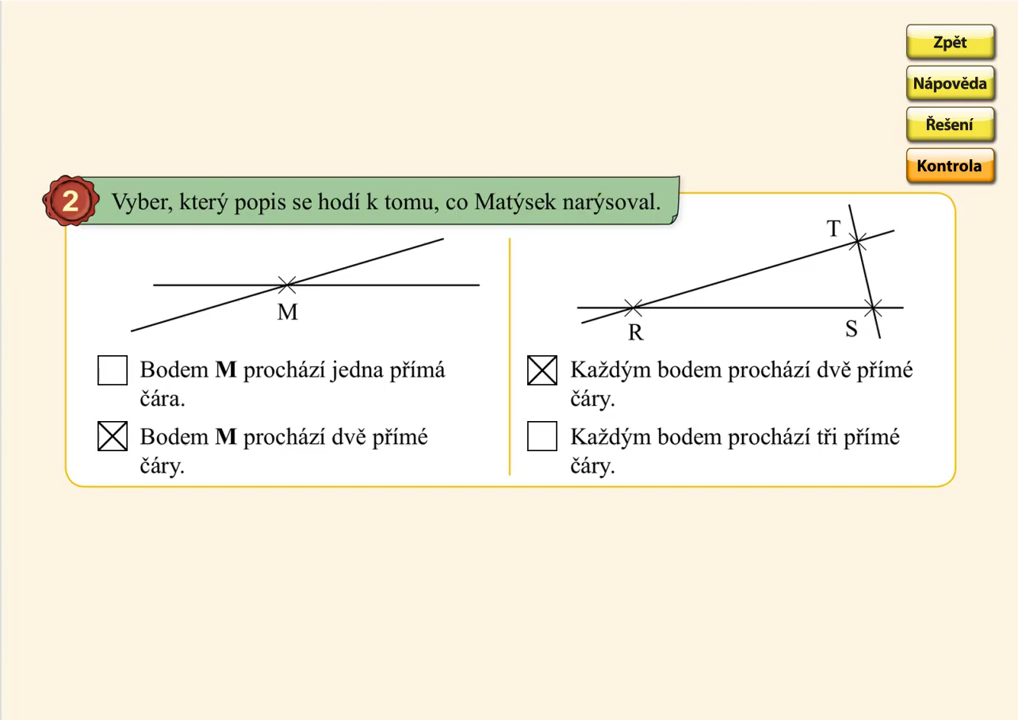 Zpět
Nápověda
Řešení
Kontrola
2 Vyber, který popis se hodí k tomu, co Matýsek narýsoval.
M
Bodem M prochází jedna přímá
čára.
Bodem M prochází dvě přímé
čáry.
T
R
S
Každým bodem prochází dvě přímé
čáry.
Každým bodem prochází tři přímé
čáry.